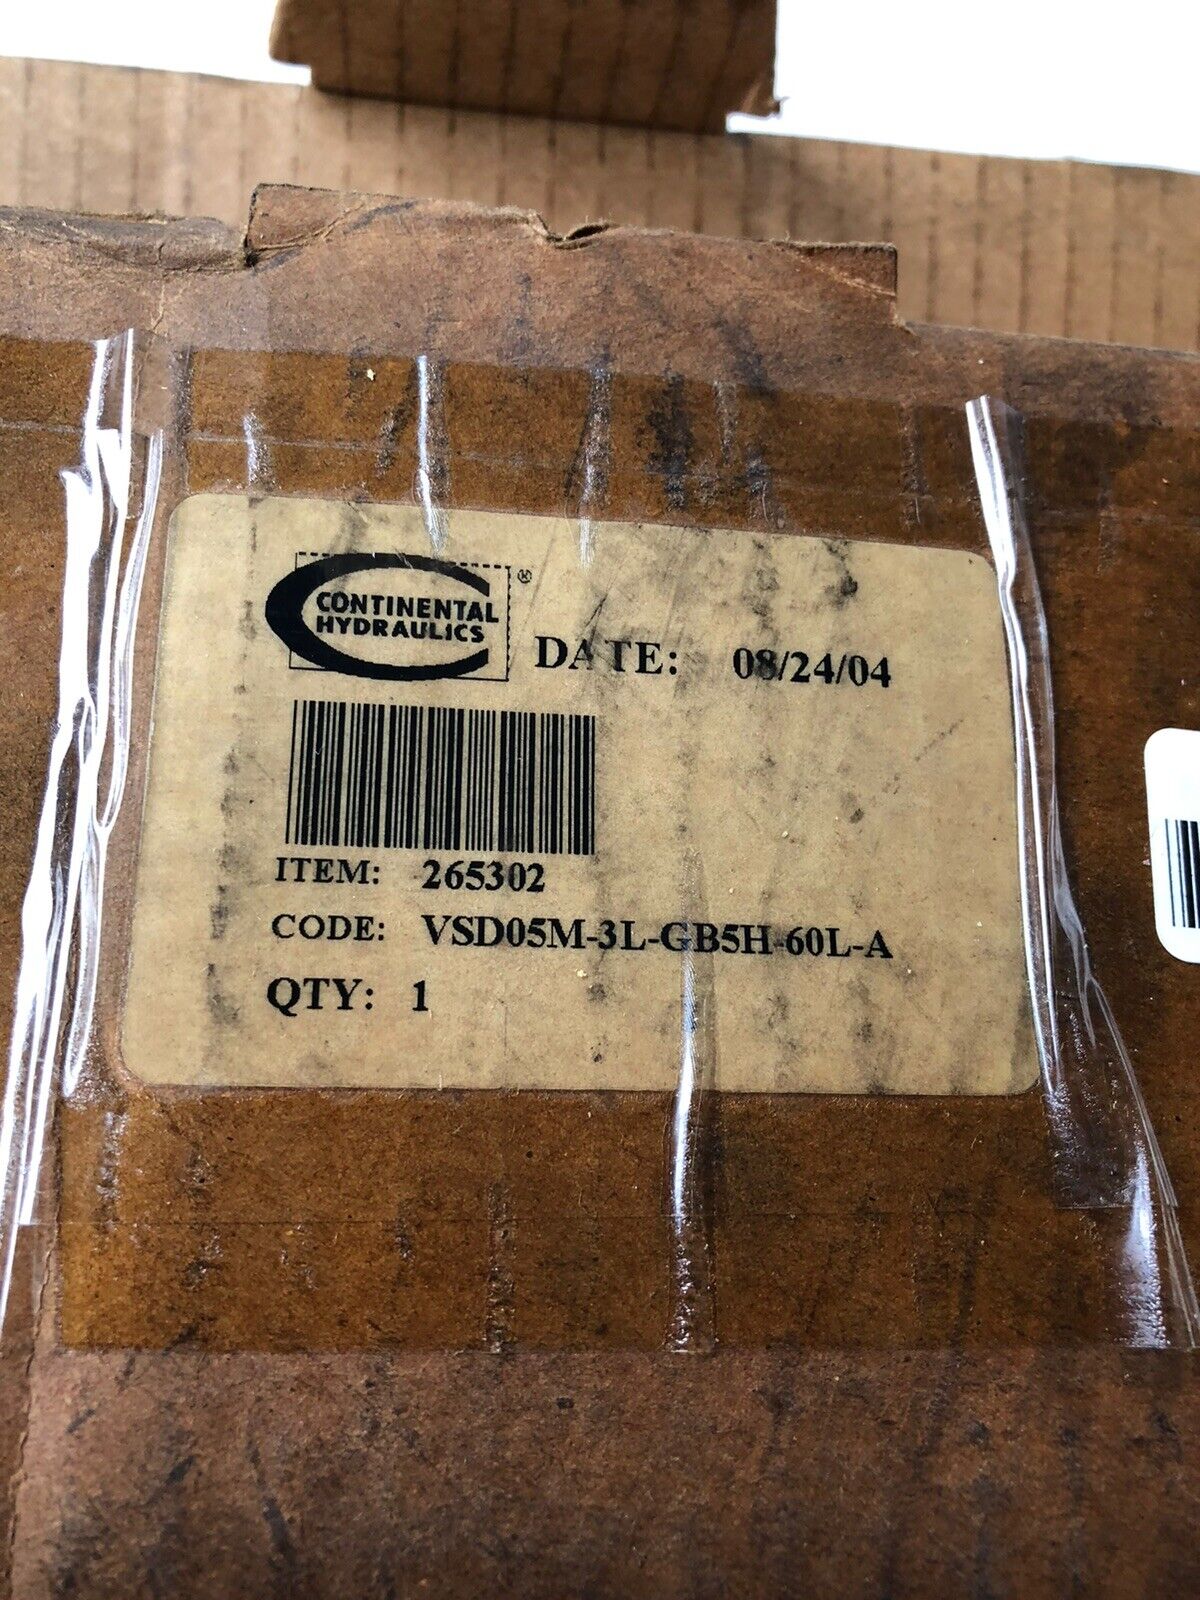 CONTINENTAL ®
HYDRAULICS
DATE: 08/24/04
ITEM: 265302
CODE: VSD05M-3L-GB5H-60L-A
QTY: 1